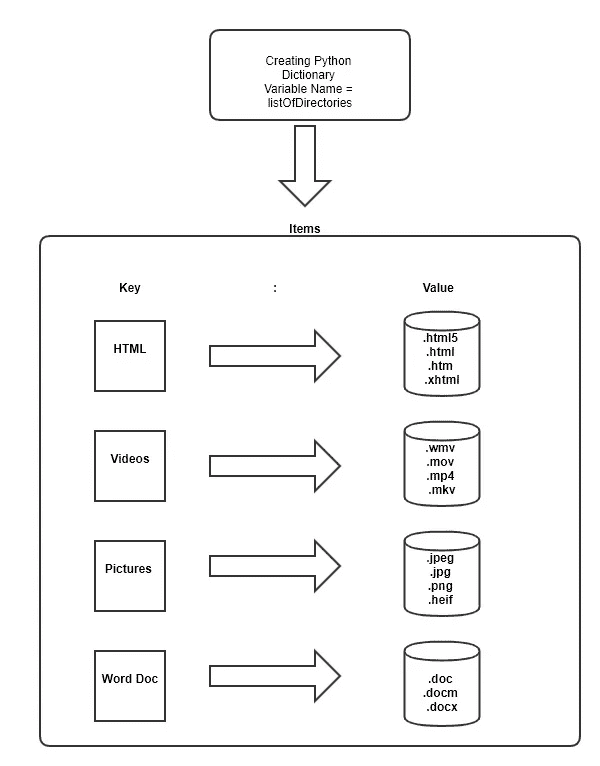 Creating Python
Dictionary
Variable Name =
listOfDirectories
Items
Key : Value
HTML
.html5
.html
.htm
.xhtml
Videos
.wmv
.mov
.mp4
.mkv
Pictures
.jpeg
.jpg
.png
.heif
Word Doc
.doc
.docm
.docx